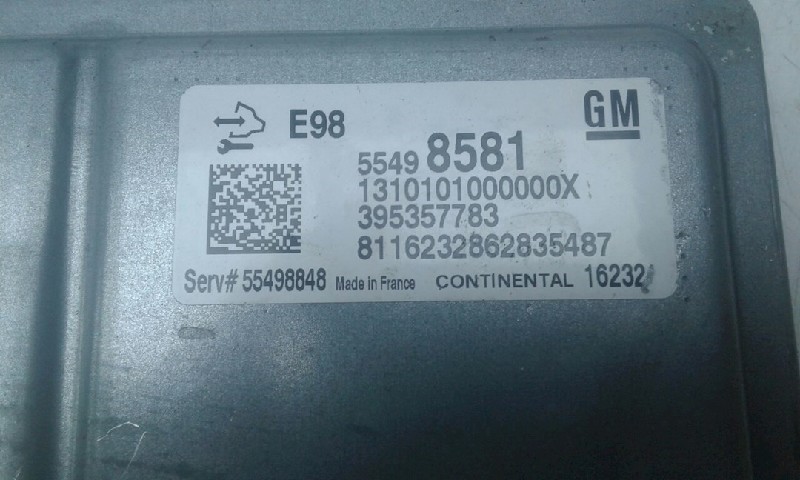 E98
GM
5549 8581
1310101000000X
395357783
8116232862835487
Serv# 55498848 Made in France CONTINENTAL 16232